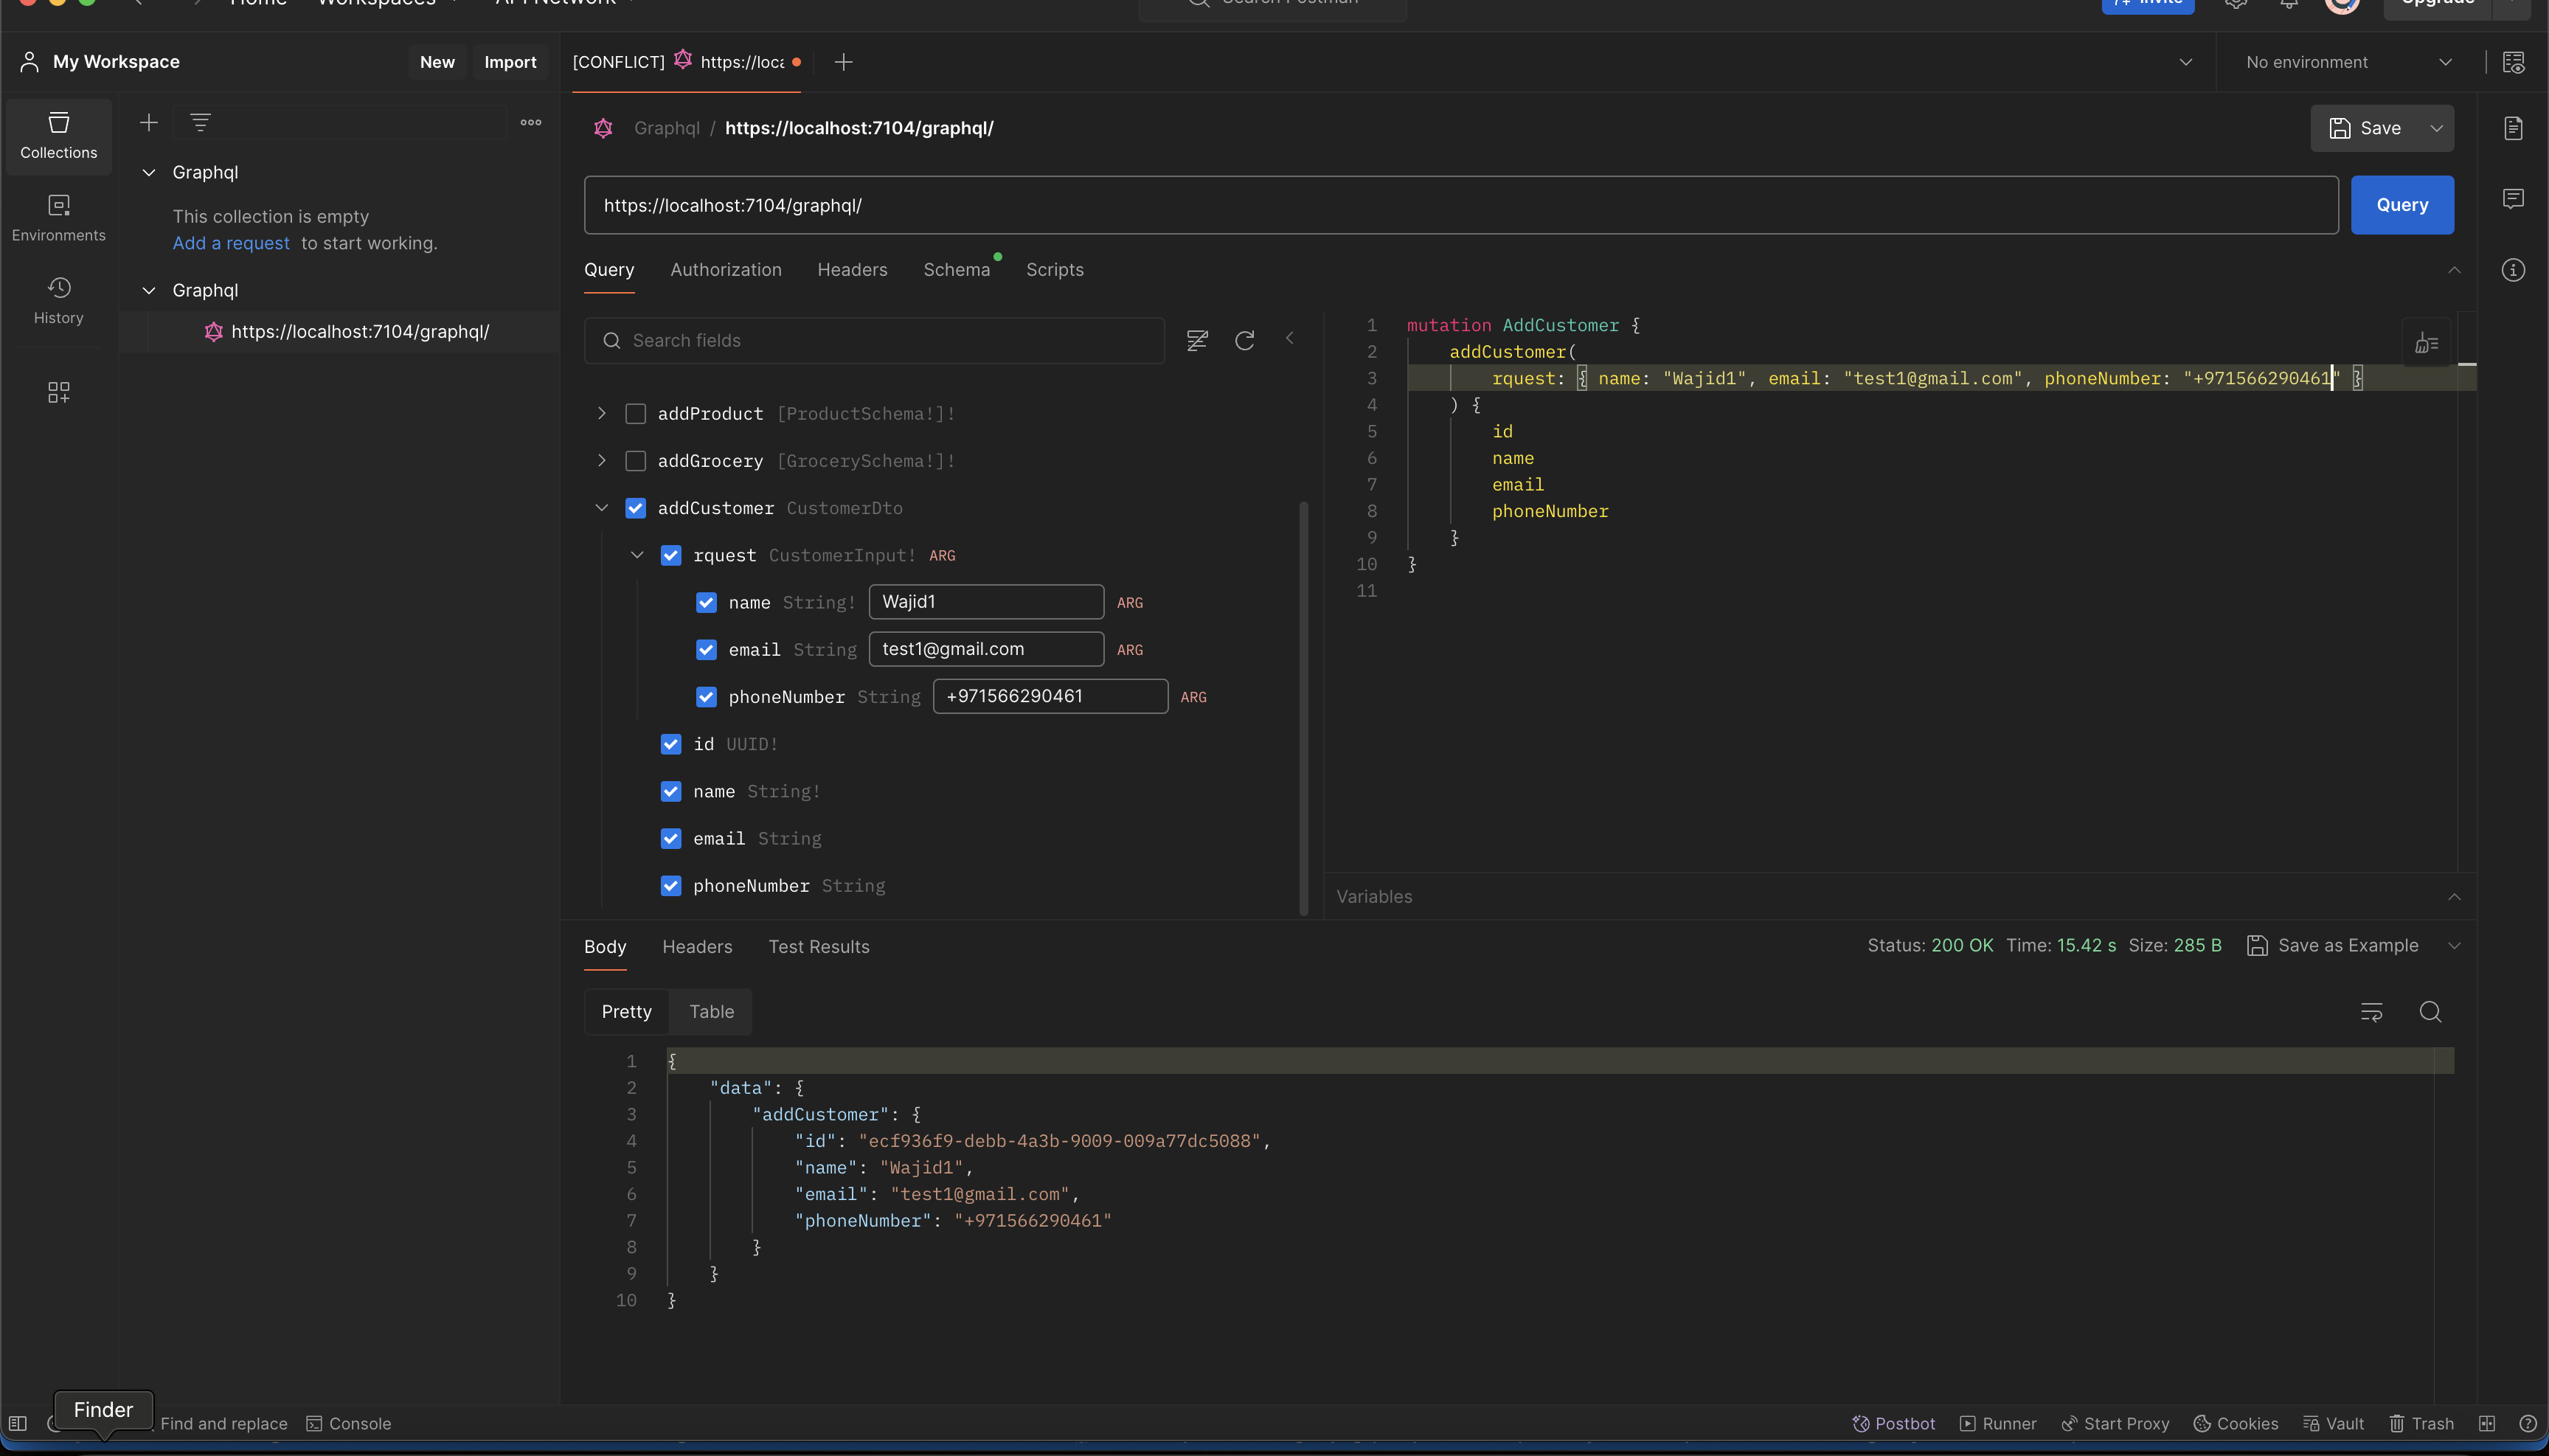 Home Workspaces API Network Search Postman Invite Upgrade
My Workspace New Import [CONFLICT] https://loca No environment
Collections
Environments
History
Graphql
This collection is empty
Add a request to start working.
Graphql
https://localhost:7104/graphql/
Graphql / https://localhost:7104/graphql/ Save
https://localhost:7104/graphql/ Query
Query Authorization Headers Schema Scripts
Search fields
addProduct [ProductSchema!]!
addGrocery [GrocerySchema!]!
addCustomer CustomerDto
rquest CustomerInput! ARG
name String! Wajid1 ARG
email String test1@gmail.com ARG
phoneNumber String +971566290461 ARG
id UUID!
name String!
email String
phoneNumber String
1 mutation AddCustomer {
2 addCustomer(
3 rquest: { name: "Wajid1", email: "test1@gmail.com", phoneNumber: "+971566290461" }
4 ) {
5 id
6 name
7 email
8 phoneNumber
9 }
10 }
11
Variables
Body Headers Test Results Status: 200 OK Time: 15.42 s Size: 285 B Save as Example
Pretty Table
1 {
2 "data": {
3 "addCustomer": {
4 "id": "ecf936f9-debb-4a3b-9009-009a77dc5088",
5 "name": "Wajid1",
6 "email": "test1@gmail.com",
7 "phoneNumber": "+971566290461"
8 }
9 }
10 }
Finder
Find and replace Console Postbot Runner Start Proxy Cookies Vault Trash